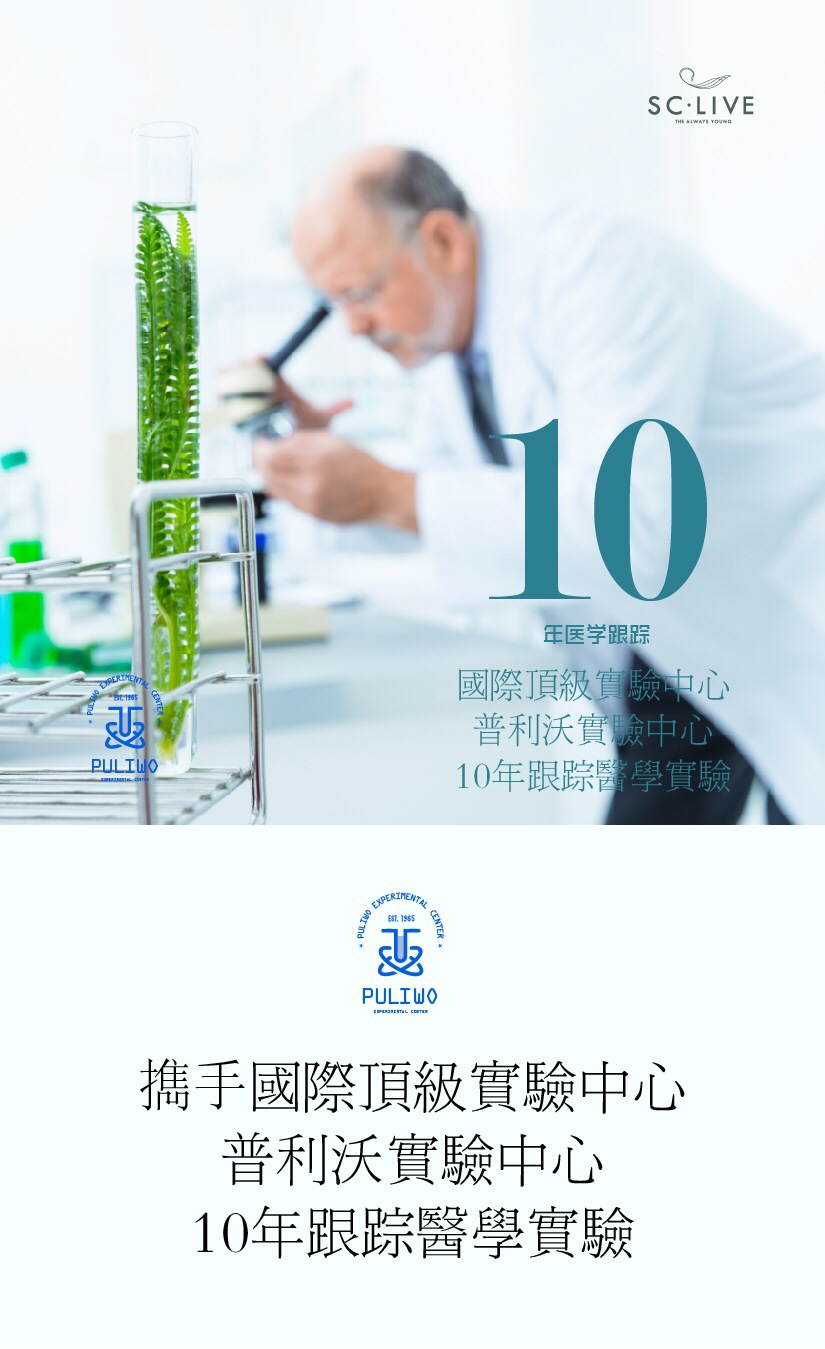 SC·LIVE
THE ALWAYS YOUNG
10
年医学跟踪
國際頂級實驗中心
普利沃實驗中心
10年跟踪醫學實驗
PULIWO EXPERIMENTAL CENTER
EST. 1965
PULIWO
EXPERIMENTAL CENTER
PULIWO EXPERIMENTAL CENTER
EST. 1965
PULIWO
EXPERIMENTAL CENTER
攜手國際頂級實驗中心
普利沃實驗中心
10年跟踪醫學實驗